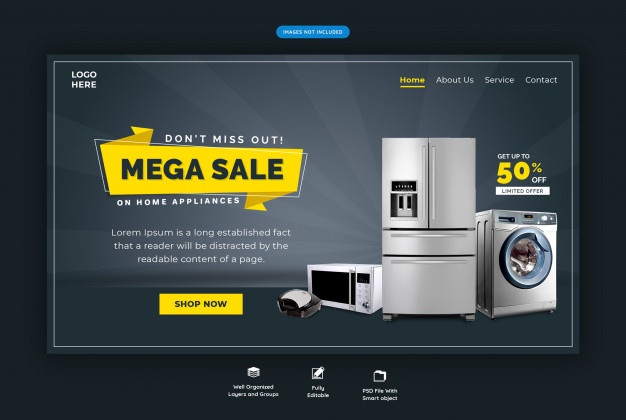 IMAGES NOT INCLUDED
LOGO
HERE
Home About Us Service Contact
DON'T MISS OUT!
MEGA SALE
ON HOME APPLIANCES
Lorem Ipsum is a long established fact
that a reader will be distracted by the
readable content of a page.
SHOP NOW
GET UP TO
50%
OFF
LIMITED OFFER
Well Organized
Layers and Groups
Fully
Editable
PSD File With
Smart object